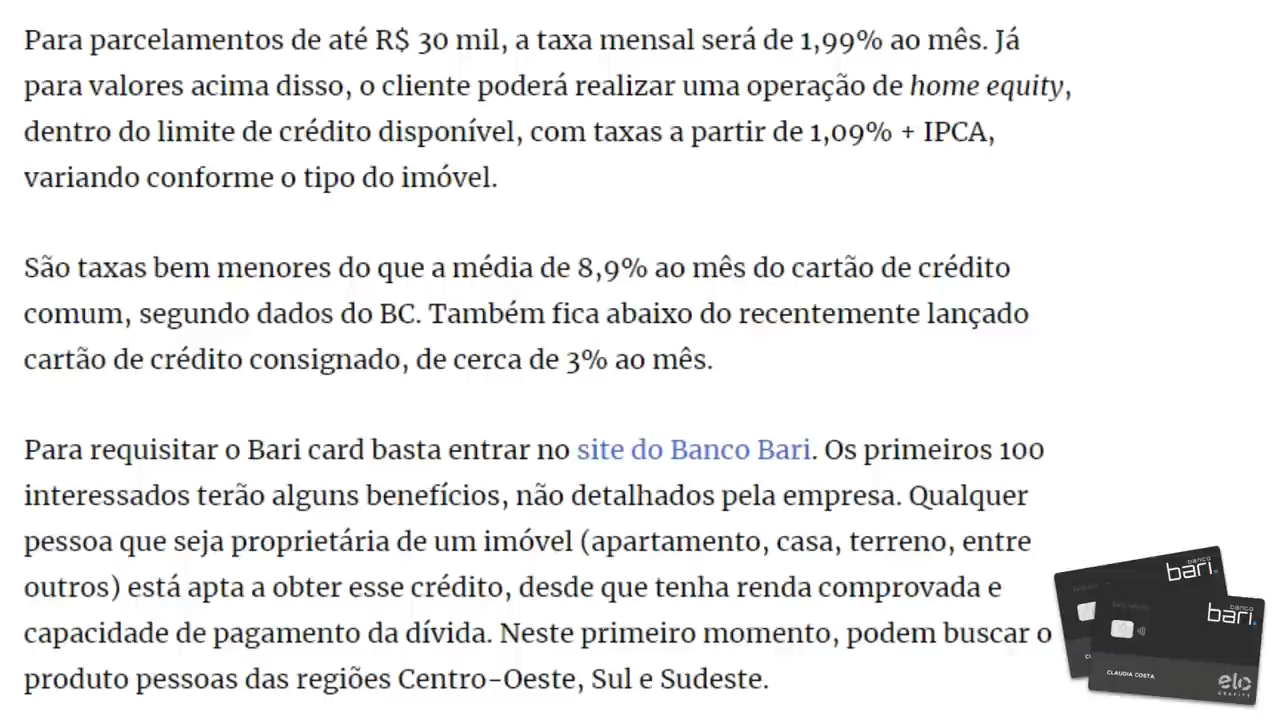 Para parcelamentos de até R$ 30 mil, a taxa mensal será de 1,99% ao mês. Já
para valores acima disso, o cliente poderá realizar uma operação de home equity,
dentro do limite de crédito disponível, com taxas a partir de 1,09% + IPCA,
variando conforme o tipo do imóvel.
São taxas bem menores do que a média de 8,9% ao mês do cartão de crédito
comum, segundo dados do BC. Também fica abaixo do recentemente lançado
cartão de crédito consignado, de cerca de 3% ao mês.
Para requisitar o Bari card basta entrar no site do Banco Bari. Os primeiros 100
interessados terão alguns benefícios, não detalhados pela empresa. Qualquer
pessoa que seja proprietária de um imóvel (apartamento, casa, terreno, entre
outros) está apta a obter esse crédito, desde que tenha renda comprovada e
capacidade de pagamento da dívida. Neste primeiro momento, podem buscar o
produto pessoas das regiões Centro-Oeste, Sul e Sudeste.
banco
bari.
banco
bari.
CLAUDIA COSTA
elo
GRAFITE